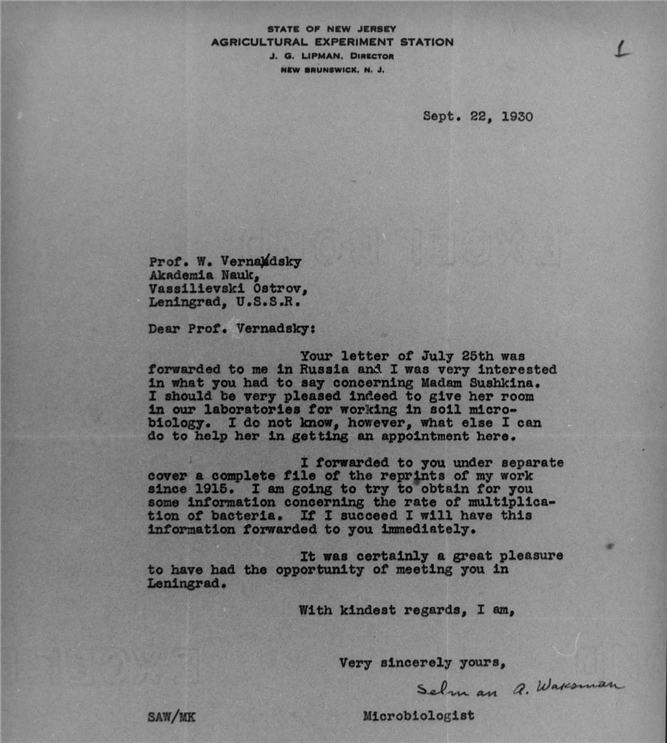 STATE OF NEW JERSEY
AGRICULTURAL EXPERIMENT STATION
J. G. LIPMAN, DIRECTOR
NEW BRUNSWICK, N. J.
1
Sept. 22, 1930
Prof. W. Vernadsky
Akademia Nauk,
Vassilievski Ostrov,
Leningrad, U.S.S.R.
Dear Prof. Vernadsky:
Your letter of July 25th was
forwarded to me in Russia and I was very interested
in what you had to say concerning Madam Sushkina.
I should be very pleased indeed to give her room
in our laboratories for working in soil micro-
biology. I do not know, however, what else I can
do to help her in getting an appointment here.
I forwarded to you under separate
cover a complete file of the reprints of my work
since 1915. I am going to try to obtain for you
some information concerning the rate of multiplica-
tion of bacteria. If I succeed I will have this
information forwarded to you immediately.
It was certainly a great pleasure
to have had the opportunity of meeting you in
Leningrad.
With kindest regards, I am,
Very sincerely yours,
Selman A. Waksman
SAW/MK Microbiologist